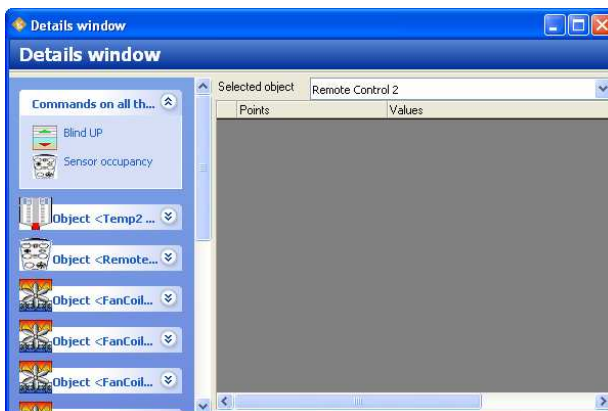 Details window
Details window
Commands on all th...
Blind UP
Sensor occupancy
Object <Temp2 ...
Object <Remote...
Object <FanCoil...
Object <FanCoil...
Object <FanCoil...
Selected object Remote Control 2
Points Values